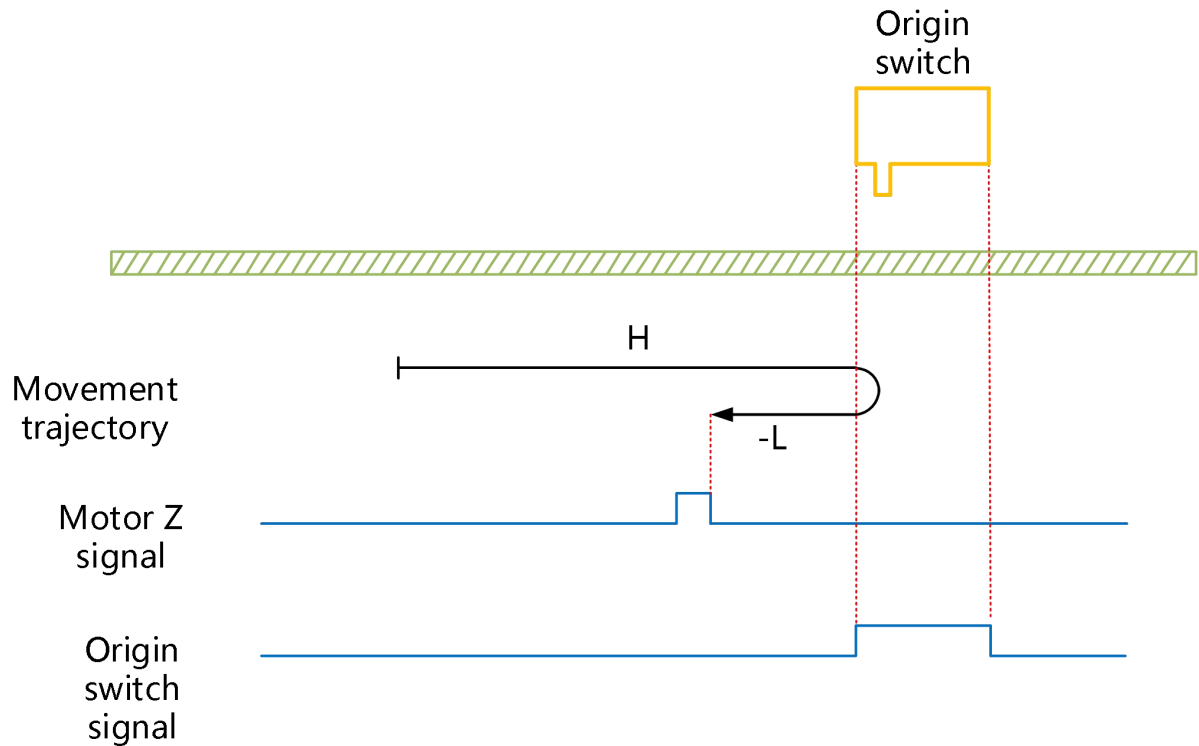 Origin
switch
H
Movement
trajectory
-L
Motor Z
signal
Origin
switch
signal